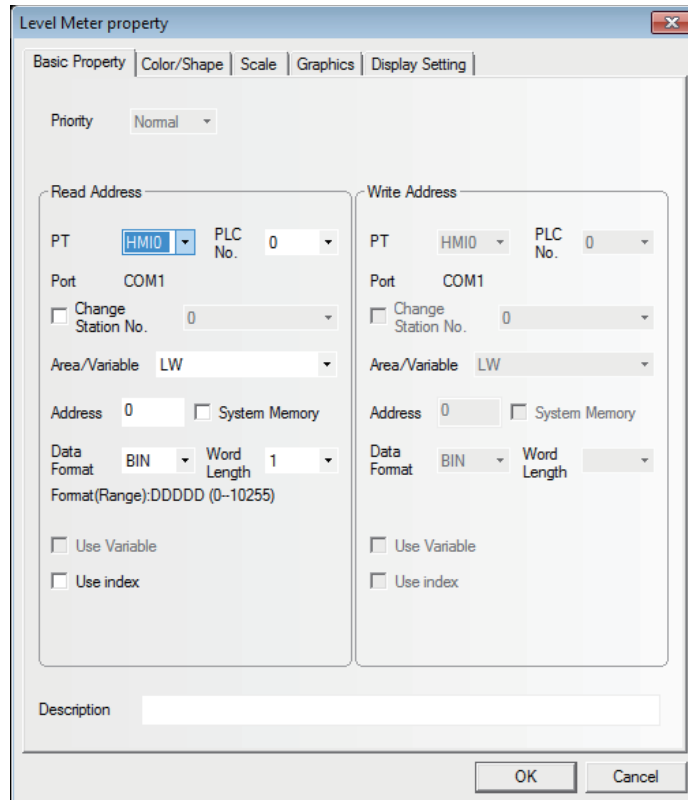 Level Meter property
Basic Property Color/Shape Scale Graphics Display Setting
Priority Normal
Read Address
PT HMI0 PLC No. 0
Port COM1
Change Station No. 0
Area/Variable LW
Address 0 System Memory
Data Format BIN Word Length 1
Format(Range):DDDDD (0--10255)
Use Variable
Use index
Write Address
PT HMI0 PLC No. 0
Port COM1
Change Station No. 0
Area/Variable LW
Address 0 System Memory
Data Format BIN Word Length
Use Variable
Use index
Description
OK Cancel